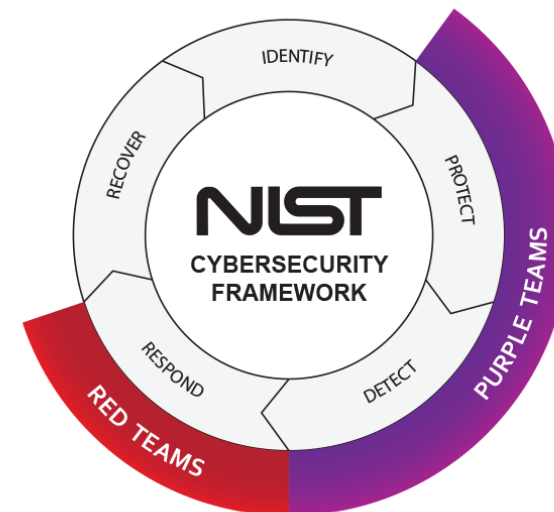 IDENTIFY
PROTECT
DETECT
RESPOND
RECOVER
NIST
CYBERSECURITY
FRAMEWORK
PURPLE TEAMS
RED TEAMS